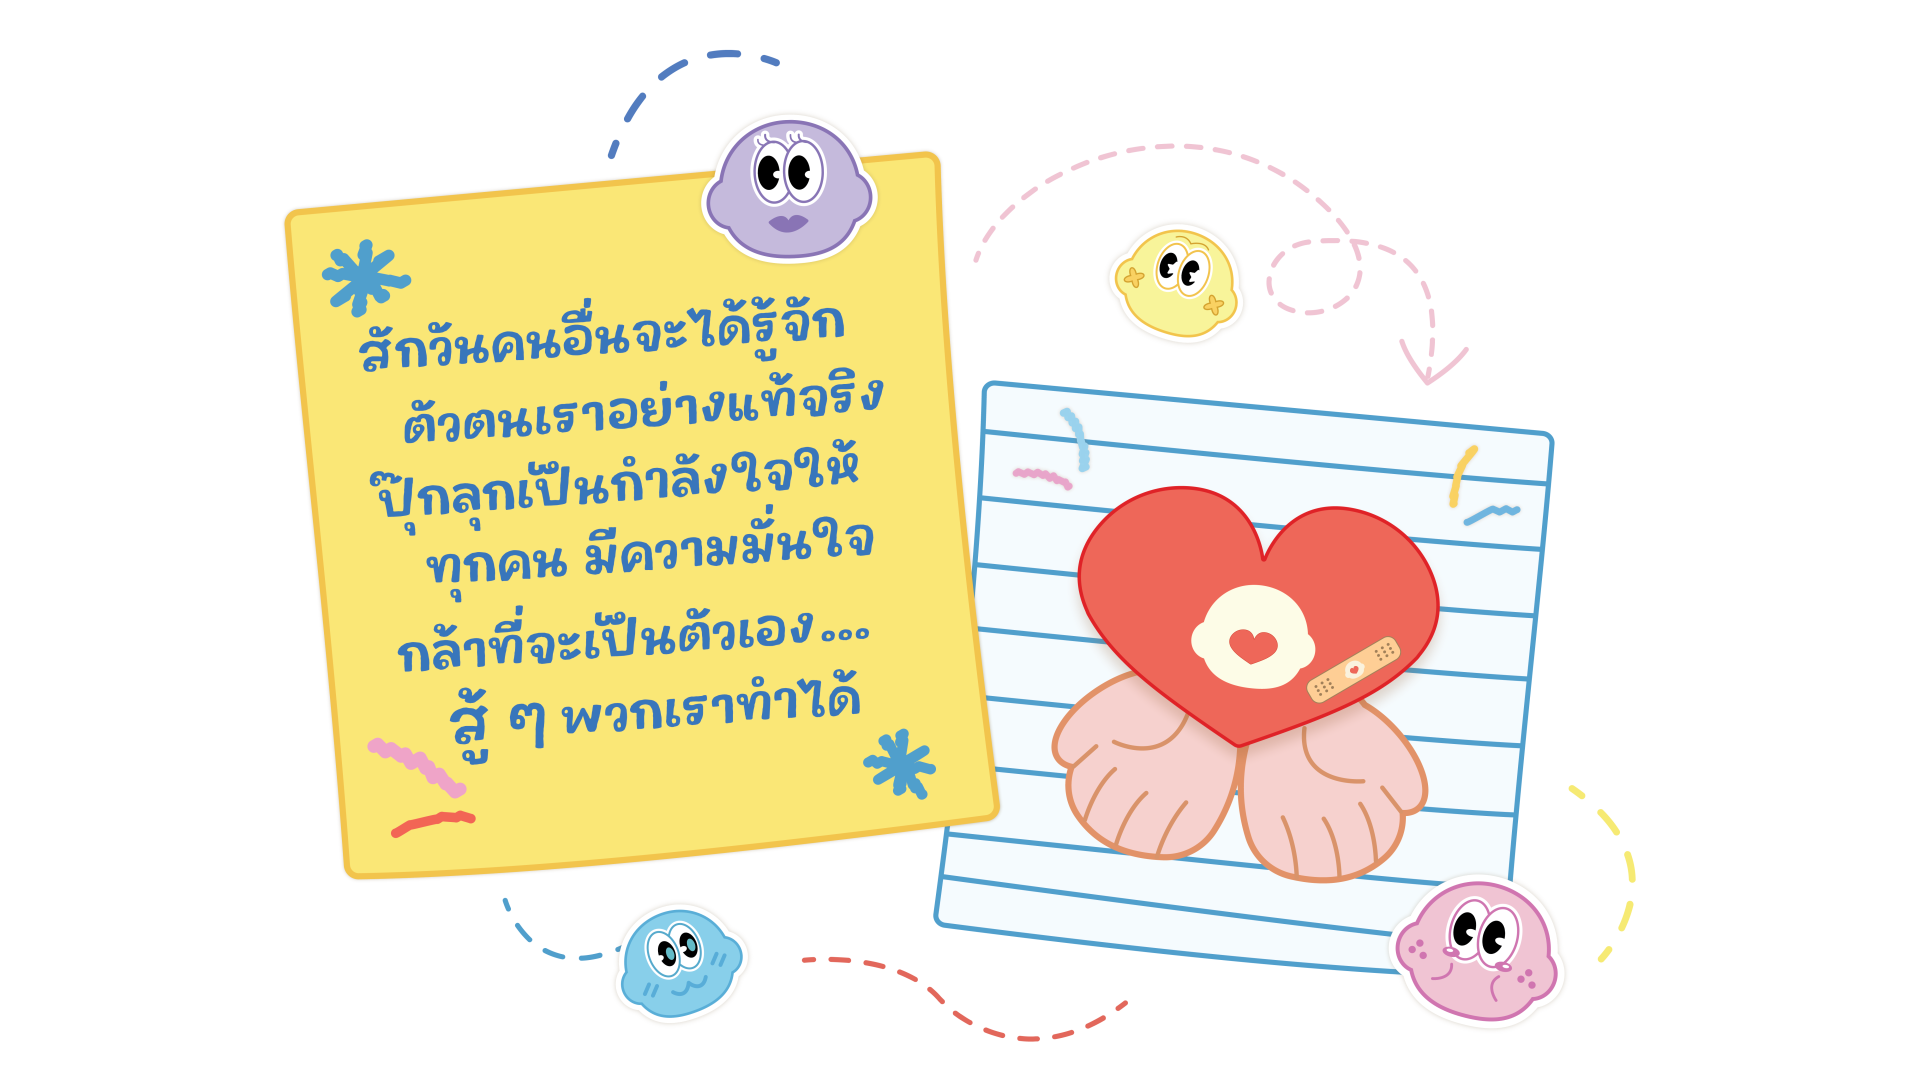 สักวันคนอื่นจะได้รู้จัก
ตัวตนเราอย่างแท้จริง
ปุ๊กลุกเป็นกำลังใจให้
ทุกคน มีความมั่นใจ
กล้าที่จะเป็นตัวเอง...
สู้ ๆ พวกเราทำได้